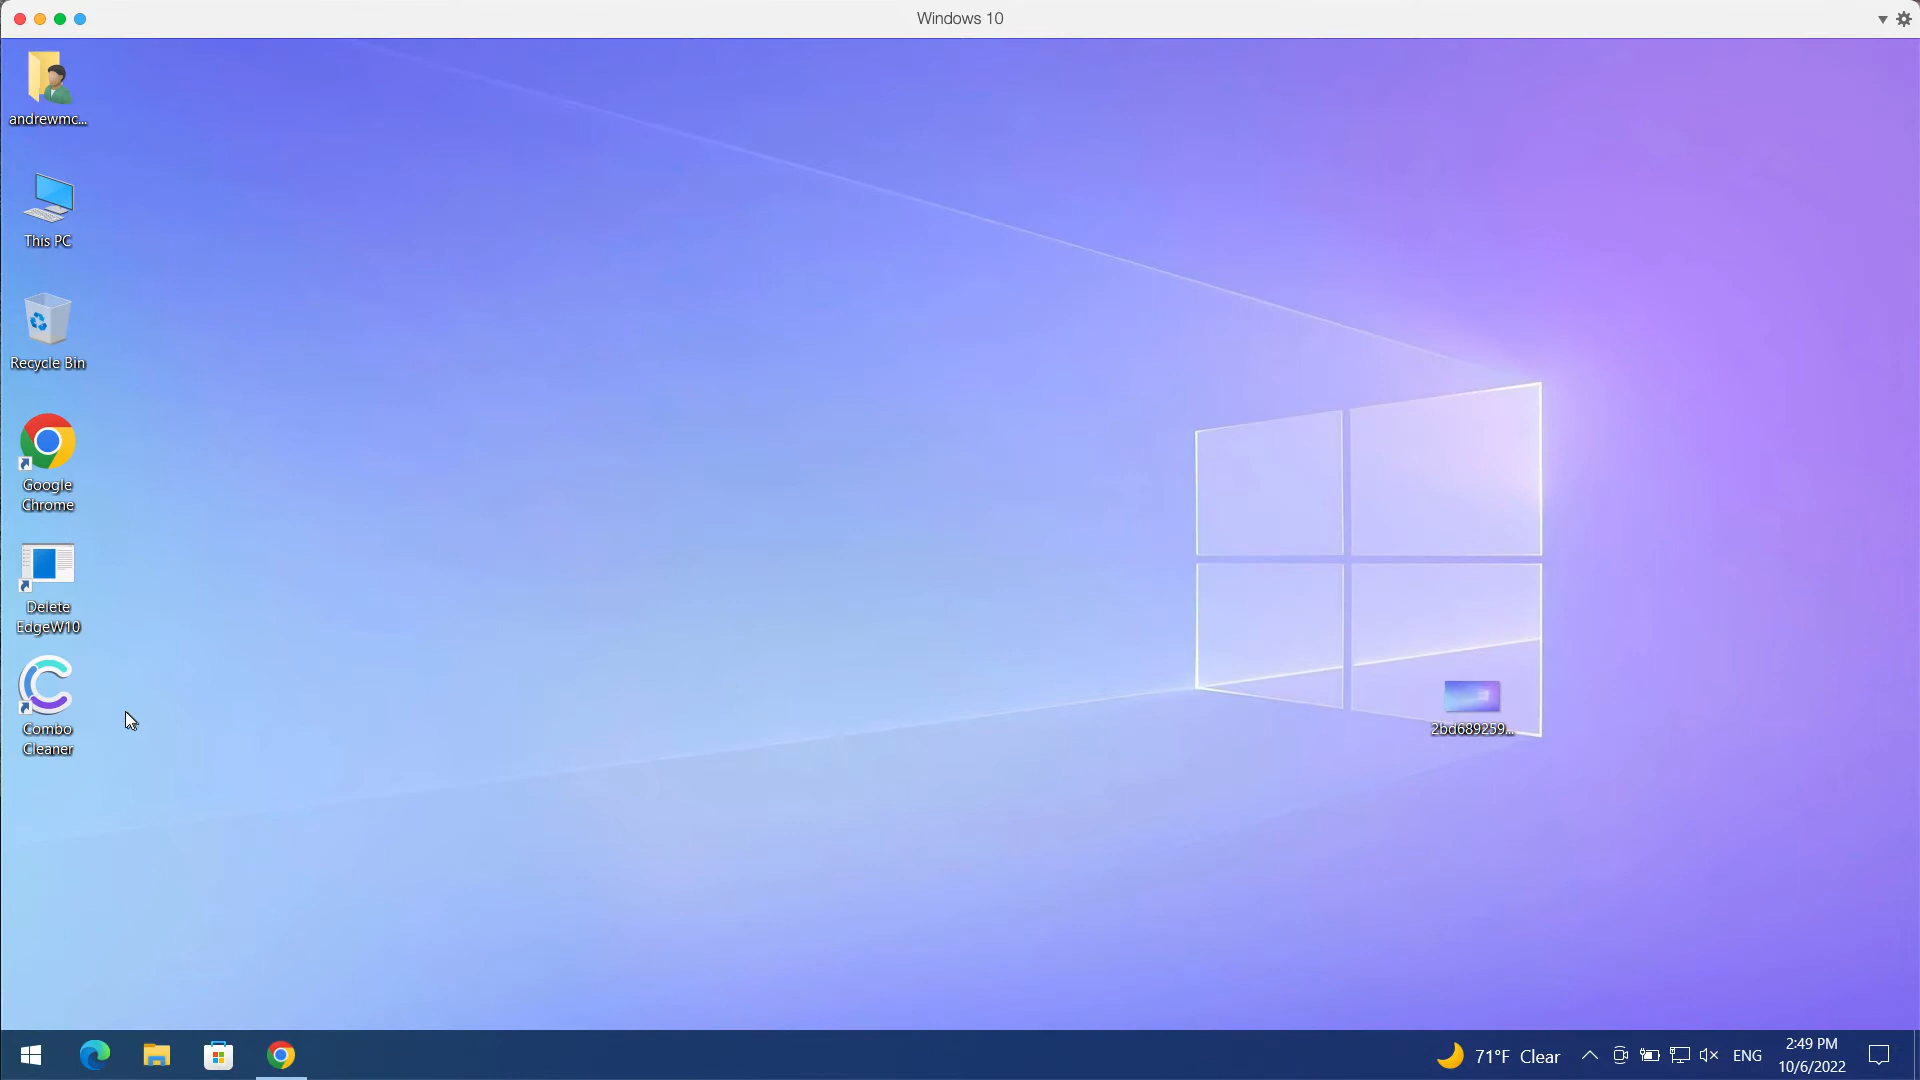 Windows 10
andrewmc...
This PC
Recycle Bin
Google
Chrome
Delete
EdgeW10
Combo
Cleaner
2bd689259...
71°F Clear
ENG
2:49 PM
10/6/2022